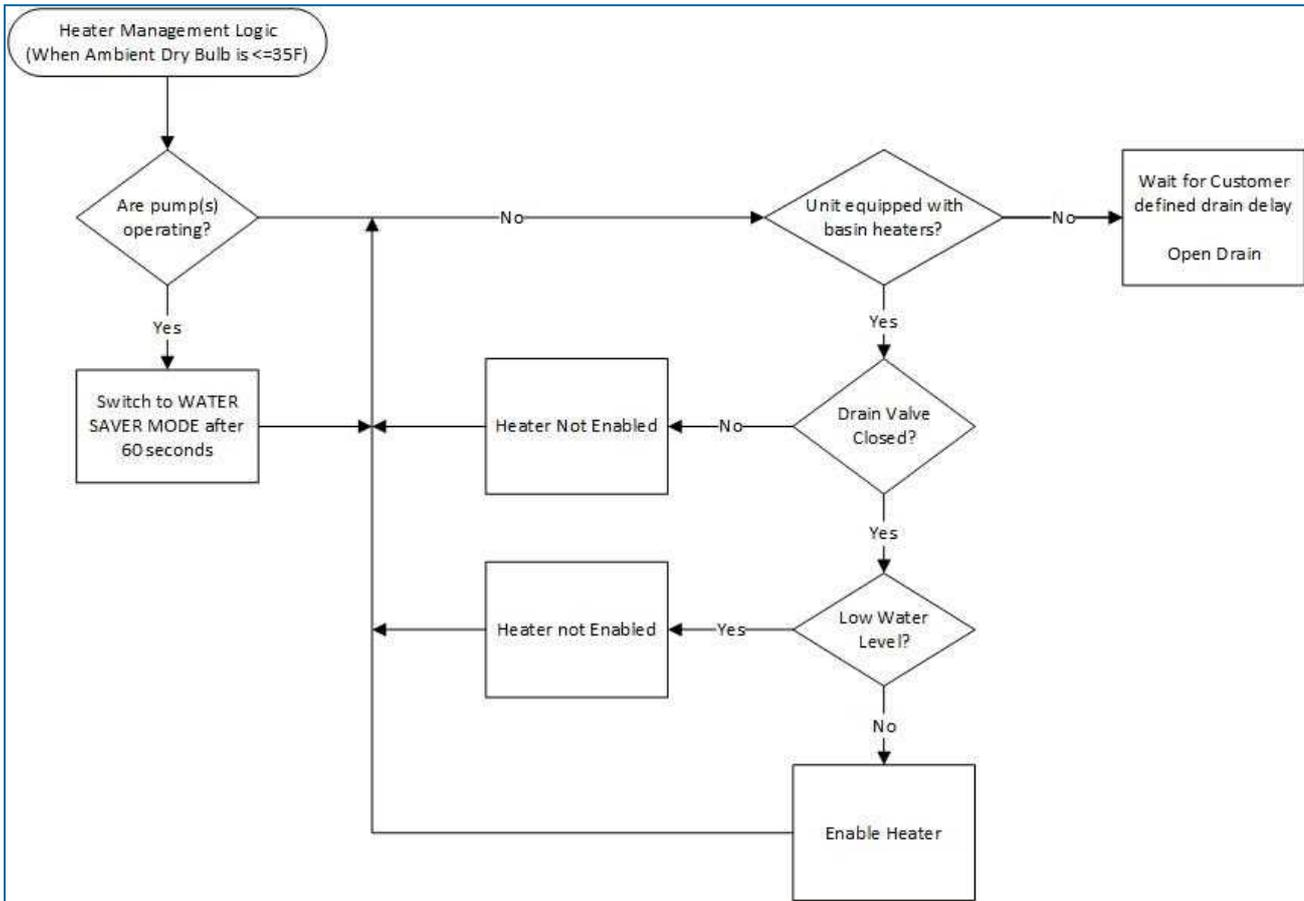 Heater Management Logic
(When Ambient Dry Bulb is <=35F)
Are pump(s)
operating?
No
Unit equipped with
basin heaters?
No
Wait for Customer
defined drain delay
Open Drain
Yes
Yes
Switch to WATER
SAVER MODE after
60 seconds
Heater Not Enabled
No
Drain Valve
Closed?
Yes
Heater not Enabled
Yes
Low Water
Level?
No
Enable Heater